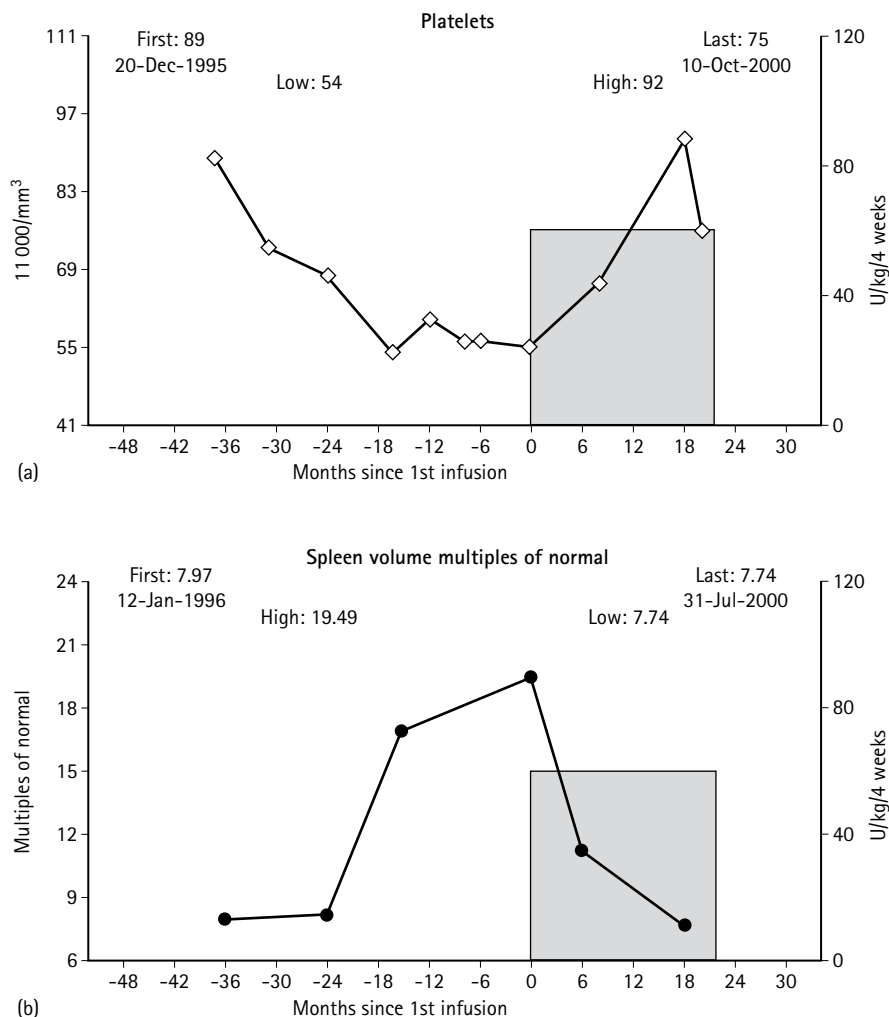 Platelets
First: 89
20-Dec-1995
Low: 54
High: 92
Last: 75
10-Oct-2000
111
97
83
69
55
41
11 000/mm³
120
80
40
0
U/kg/4 weeks
-48 -42 -36 -30 -24 -18 -12 -6 0 6 12 18 24 30
Months since 1st infusion
(a)
Spleen volume multiples of normal
First: 7.97
12-Jan-1996
High: 19.49
Low: 7.74
Last: 7.74
31-Jul-2000
24
21
18
15
12
9
6
Multiples of normal
120
80
40
0
U/kg/4 weeks
-48 -42 -36 -30 -24 -18 -12 -6 0 6 12 18 24 30
Months since 1st infusion
(b)